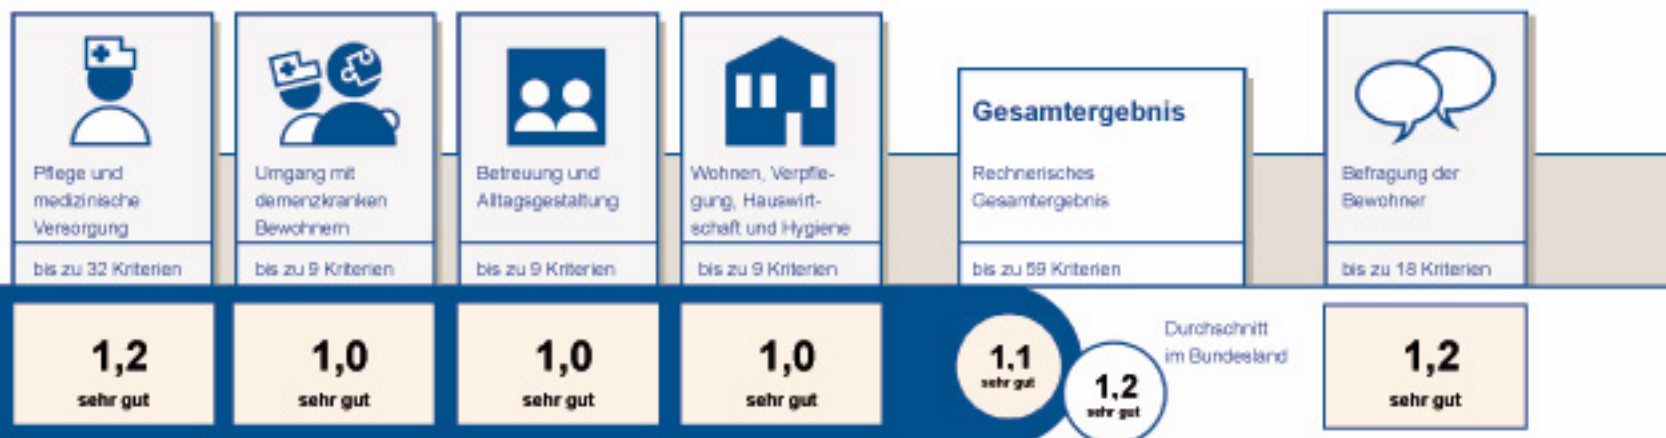 Pflege und
medizinische
Versorgung
bis zu 32 Kriterien
1,2
sehr gut
Umgang mit
demenzkranken
Bewohnern
bis zu 9 Kriterien
1,0
sehr gut
Betreuung und
Alltagsgestaltung
bis zu 9 Kriterien
1,0
sehr gut
Wohnen, Verpfle-
gung, Hauswirt-
schaft und Hygiene
bis zu 9 Kriterien
1,0
sehr gut
Gesamtergebnis
Rechnerisches
Gesamtergebnis
bis zu 59 Kriterien
1,1
sehr gut
1,2
sehr gut
Durchschnitt
im Bundesland
Befragung der
Bewohner
bis zu 18 Kriterien
1,2
sehr gut